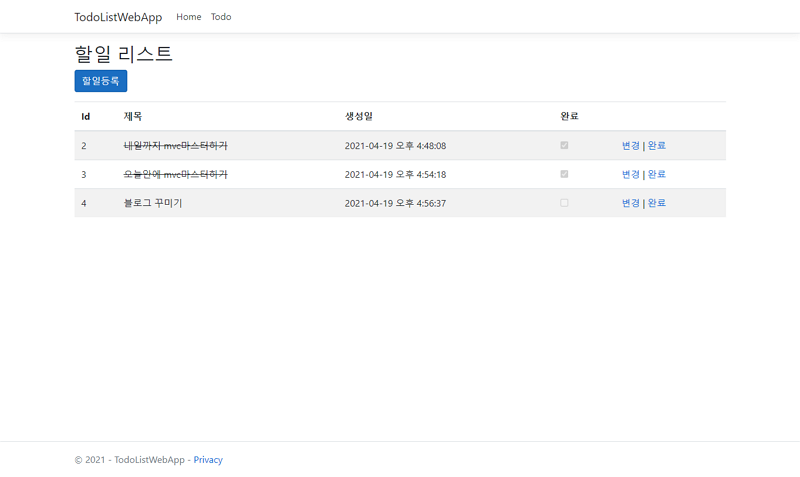 TodoListWebApp Home Todo
할일 리스트
할일등록
Id 제목 생성일 완료
2 내일까지 mvc마스터하기 2021-04-19 오후 4:48:08 변경 | 완료
3 오늘안에 mvc마스터하기 2021-04-19 오후 4:54:18 변경 | 완료
4 블로그 꾸미기 2021-04-19 오후 4:56:37 변경 | 완료
© 2021 - TodoListWebApp - Privacy